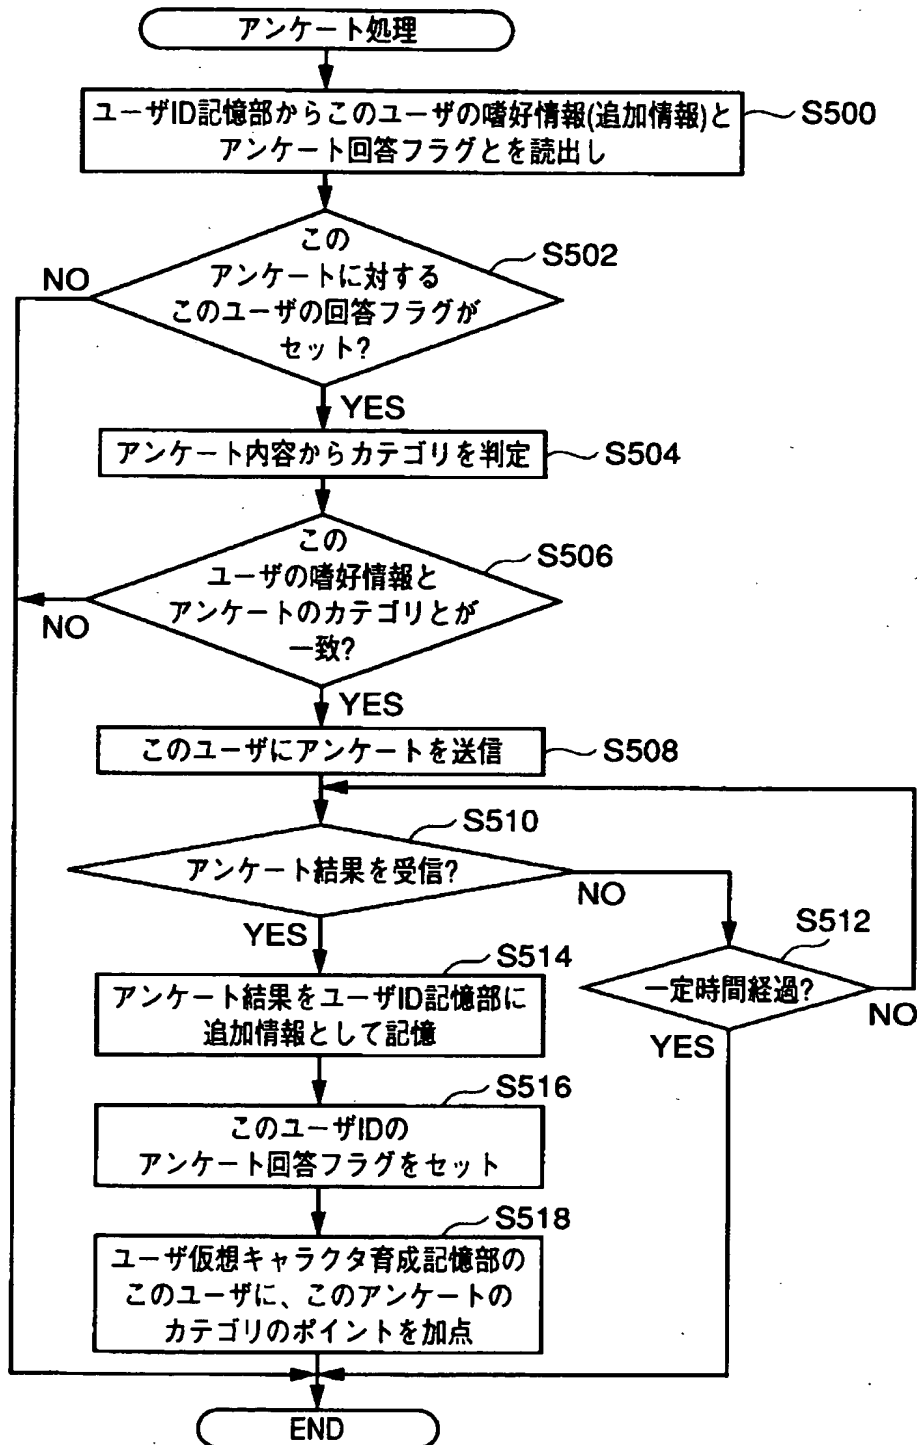 アンケート処理
ユーザID記憶部からこのユーザの嗜好情報(追加情報)と
アンケート回答フラグとを読出し
S500
この
アンケートに対する
このユーザの回答フラグが
セット?
S502
NO
YES
アンケート内容からカテゴリを判定
S504
この
ユーザの嗜好情報と
アンケートのカテゴリとが
一致?
S506
NO
YES
このユーザにアンケートを送信
S508
アンケート結果を受信?
S510
NO
YES
一定時間経過?
S512
NO
YES
アンケート結果をユーザID記憶部に
追加情報として記憶
S514
このユーザIDの
アンケート回答フラグをセット
S516
ユーザ仮想キャラクタ育成記憶部の
このユーザに、このアンケートの
カテゴリのポイントを加点
S518
END